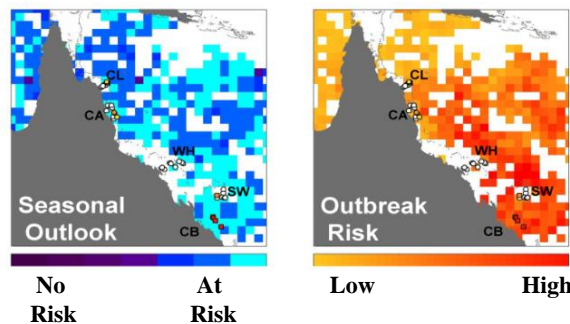 CL
CA
WH
SW
CB
Seasonal
Outlook
No
Risk
At
Risk
CL
CA
WH
SW
CB
Outbreak
Risk
Low
High